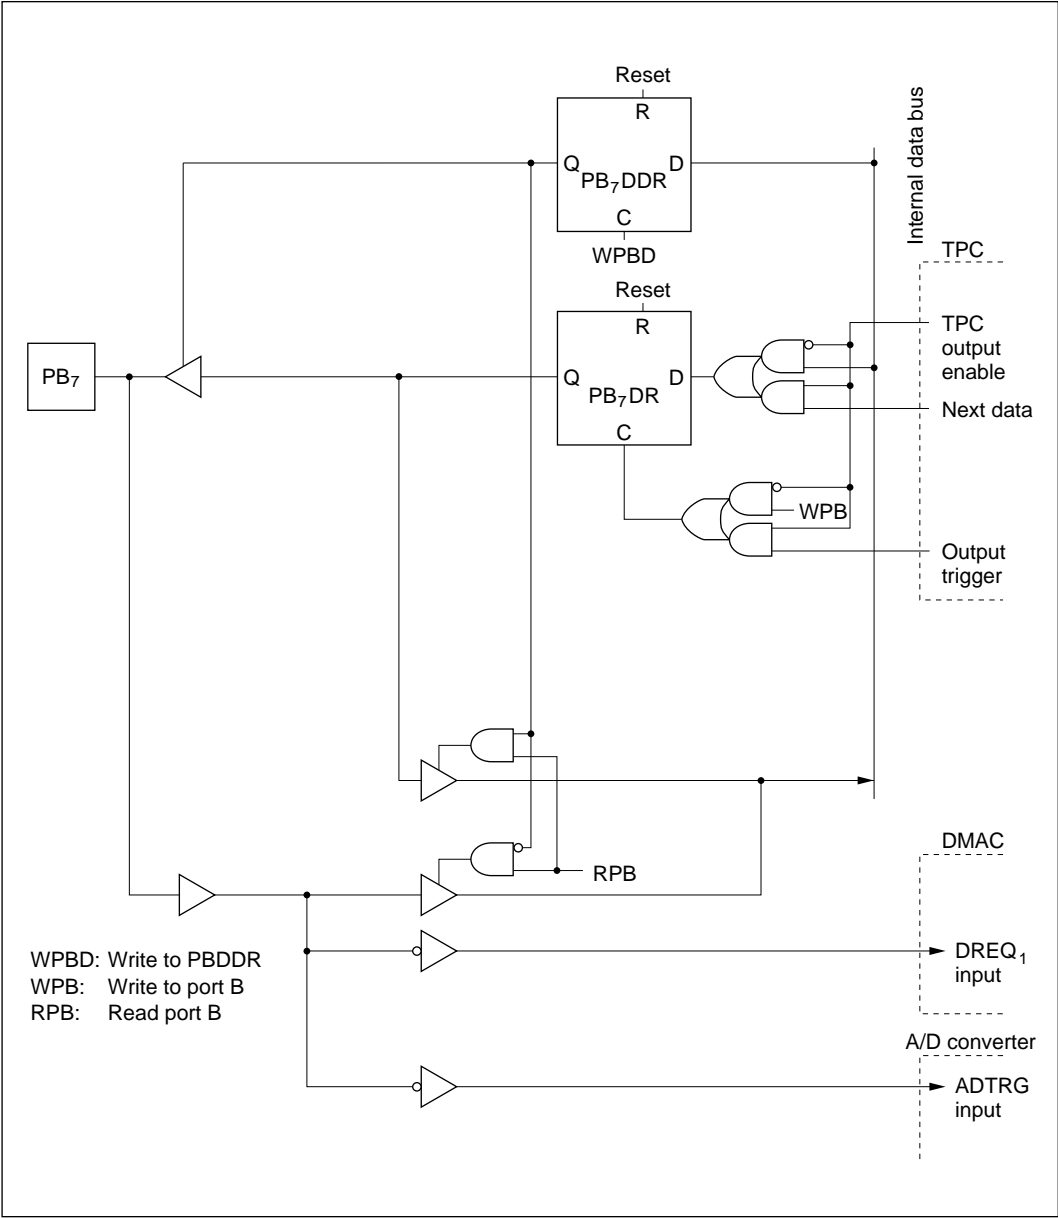 Reset
R
Q
D
PB7DDR
C
WPBD
Internal data bus
TPC
Reset
R
TPC
output
enable
PB7
Q
D
PB7DR
Next data
C
WPB
Output
trigger
DMAC
RPB
WPBD: Write to PBDDR
WPB: Write to port B
RPB: Read port B
DREQ1
input
A/D converter
ADTRG
input